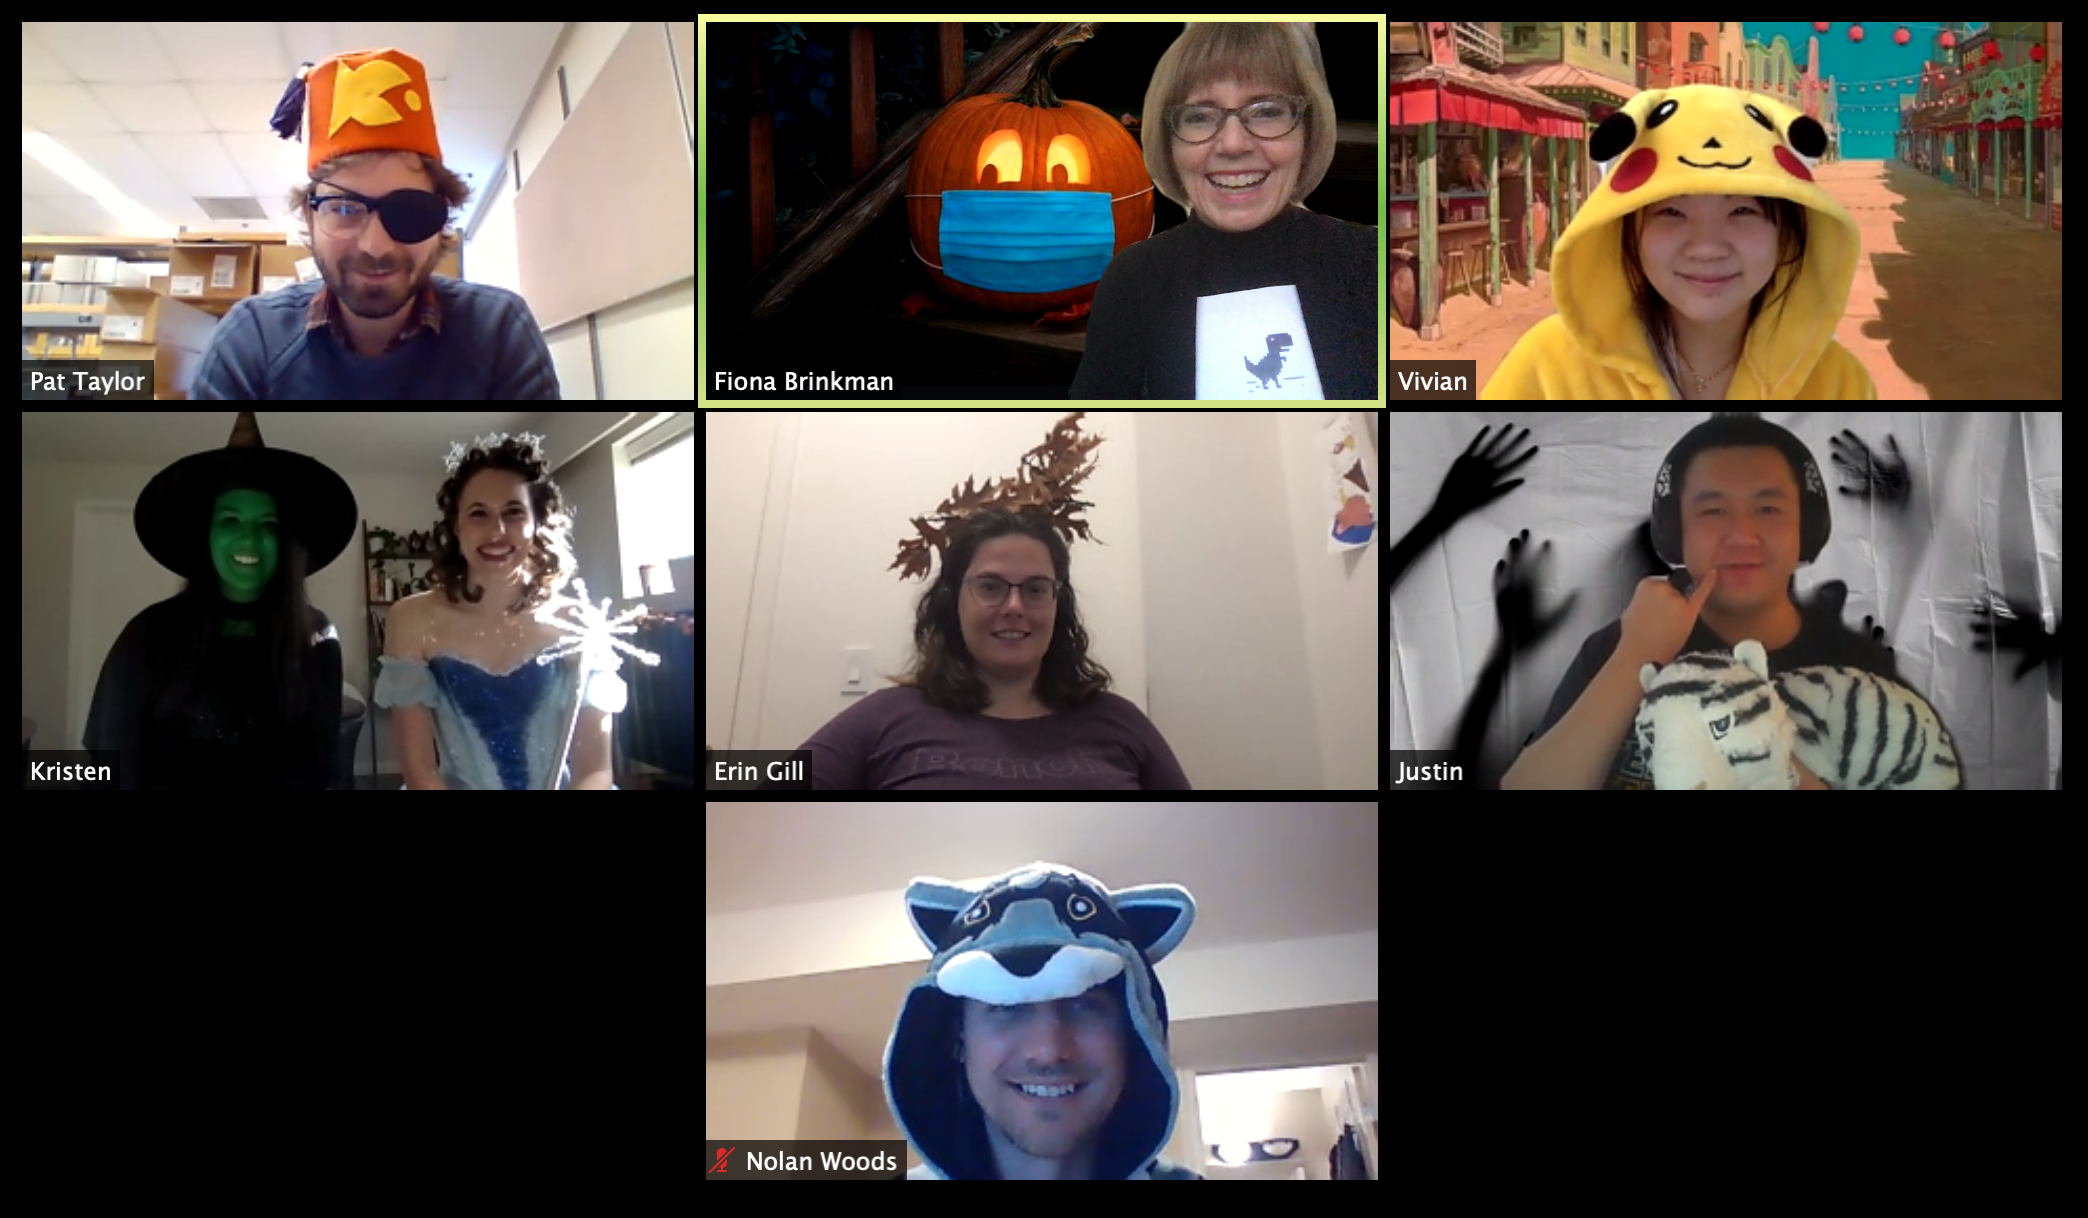 Pat Taylor
Fiona Brinkman
Vivian
Kristen
Erin Gill
Justin
Nolan Woods